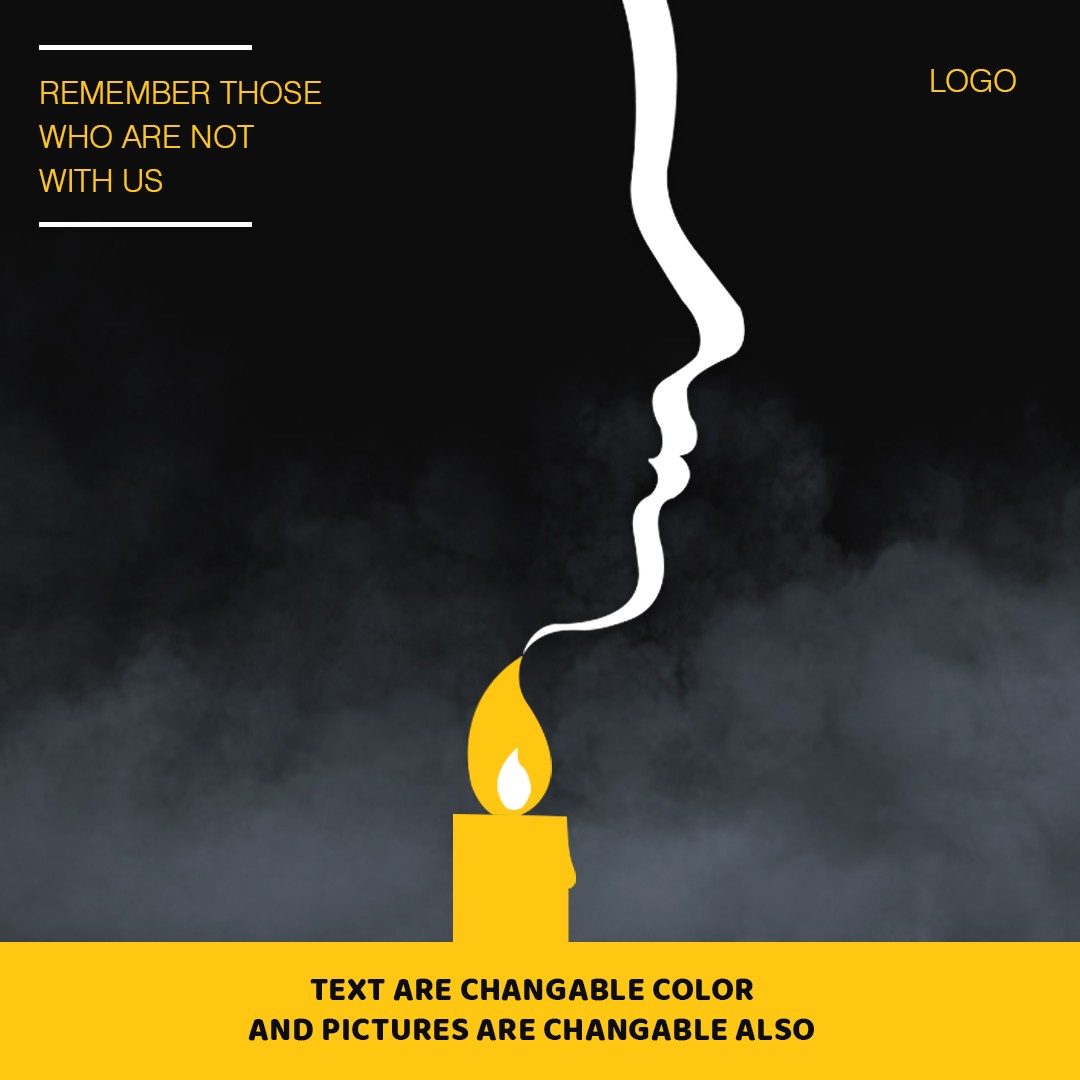 REMEMBER THOSE
WHO ARE NOT
WITH US
LOGO
TEXT ARE CHANGABLE COLOR
AND PICTURES ARE CHANGABLE ALSO